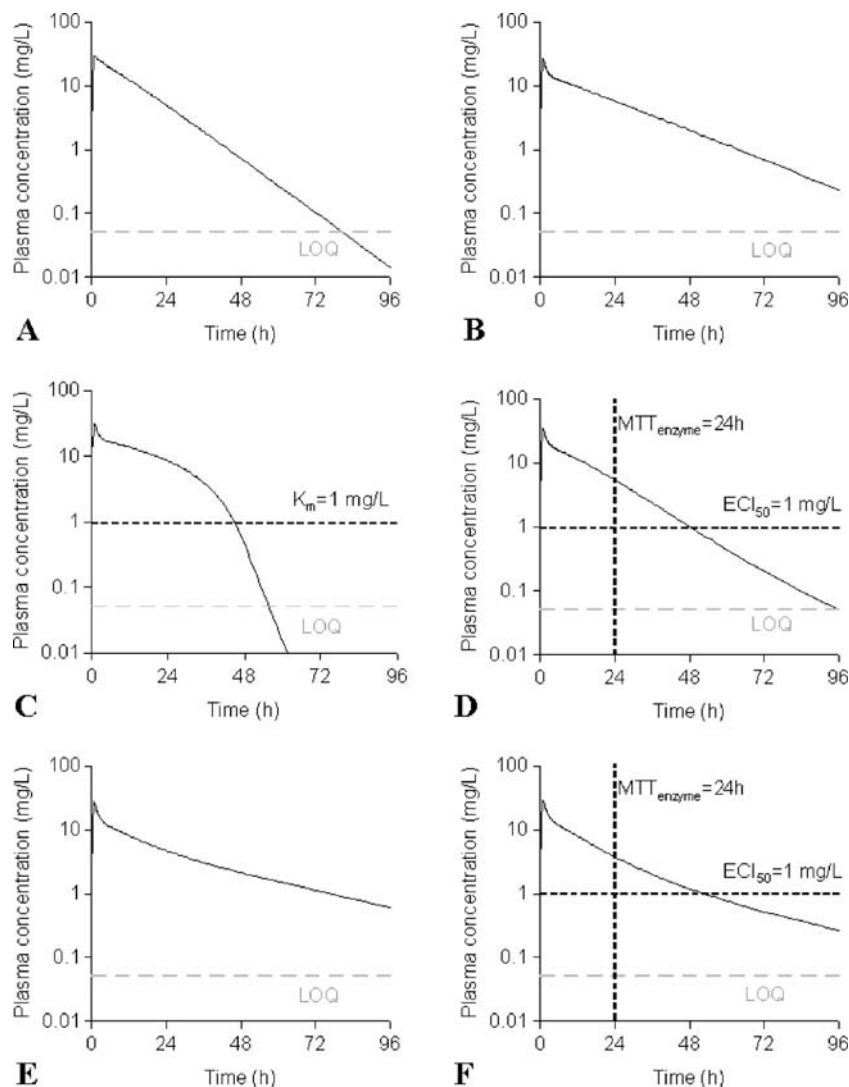 Plasma concentration (mg/L)
100
10
1
0.1
0.01
LOQ
0 24 48 72 96
Time (h)
A
Plasma concentration (mg/L)
100
10
1
0.1
0.01
LOQ
0 24 48 72 96
Time (h)
B
Plasma concentration (mg/L)
100
10
1
0.1
0.01
Km=1 mg/L
LOQ
0 24 48 72 96
Time (h)
C
Plasma concentration (mg/L)
100
10
1
0.1
0.01
MTTenzyme=24h
ECI50=1 mg/L
LOQ
0 24 48 72 96
Time (h)
D
Plasma concentration (mg/L)
100
10
1
0.1
0.01
LOQ
0 24 48 72 96
Time (h)
E
Plasma concentration (mg/L)
100
10
1
0.1
0.01
MTTenzyme=24h
ECI50=1 mg/L
LOQ
0 24 48 72 96
Time (h)
F